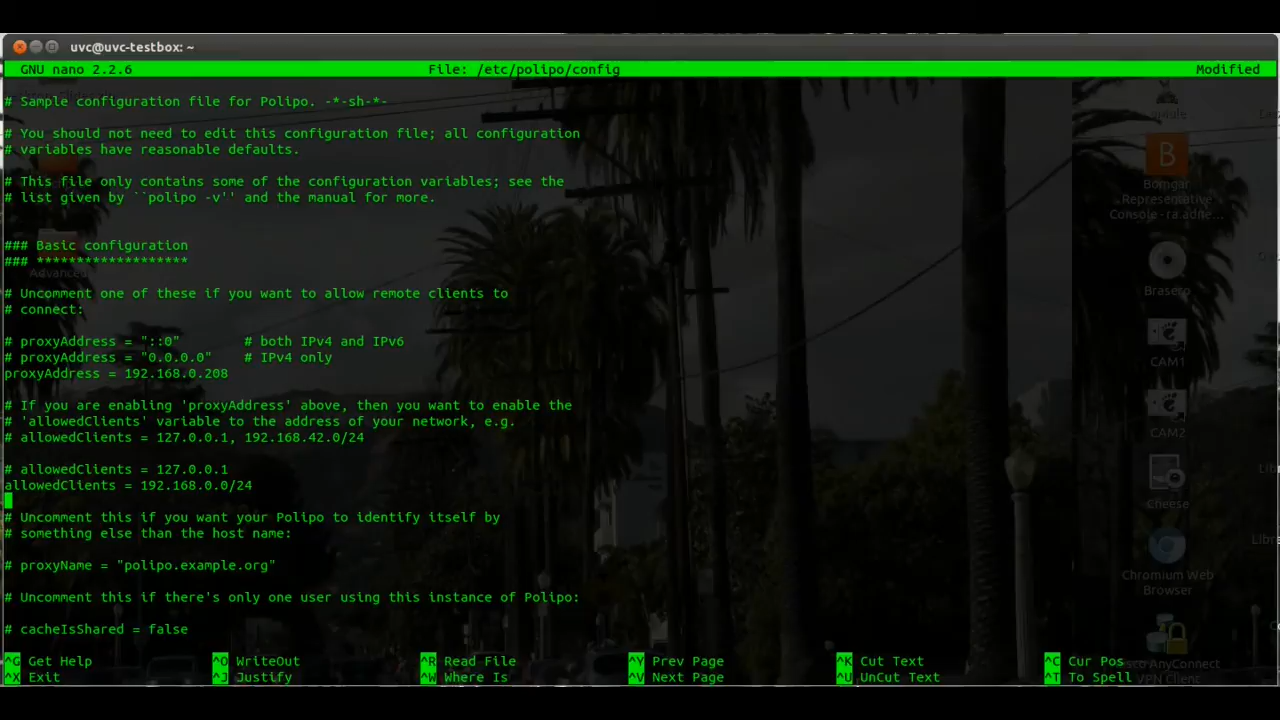 uvc@uvc-testbox: ~
GNU nano 2.2.6 File: /etc/polipo/config Modified
# Sample configuration file for Polipo. -*-sh-*-
# You should not need to edit this configuration file; all configuration
# variables have reasonable defaults.
# This file only contains some of the configuration variables; see the
# list given by ``polipo -v'' and the manual for more.
### Basic configuration
### *******************
Advanced
# Uncomment one of these if you want to allow remote clients to
# connect:
# proxyAddress = "::0" # both IPv4 and IPv6
# proxyAddress = "0.0.0.0" # IPv4 only
proxyAddress = 192.168.0.208
# If you are enabling 'proxyAddress' above, then you want to enable the
# 'allowedClients' variable to the address of your network, e.g.
# allowedClients = 127.0.0.1, 192.168.42.0/24
# allowedClients = 127.0.0.1
allowedClients = 192.168.0.0/24
# Uncomment this if you want your Polipo to identify itself by
# something else than the host name:
# proxyName = "polipo.example.org"
# Uncomment this if there's only one user using this instance of Polipo:
# cacheIsShared = false
^G Get Help ^O WriteOut ^R Read File ^Y Prev Page ^K Cut Text ^C Cur Pos
^X Exit ^J Justify ^W Where Is ^V Next Page ^U UnCut Text ^T To Spell
B
Bomgar
Representative
Console - ra.adite...
Brasero
CAM1
CAM2
Cheese
Chromium Web
Browser
AnyConnect
VPN Client